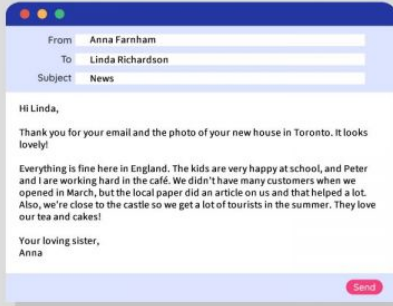 From Anna Farnham
To Linda Richardson
Subject News
Hi Linda,
Thank you for your email and the photo of your new house in Toronto. It looks
lovely!
Everything is fine here in England. The kids are very happy at school, and Peter
and I are working hard in the café. We didn't have many customers when we
opened in March, but the local paper did an article on us and that helped a lot.
Also, we're close to the castle so we get a lot of tourists in the summer. They love
our tea and cakes!
Your loving sister,
Anna
Send